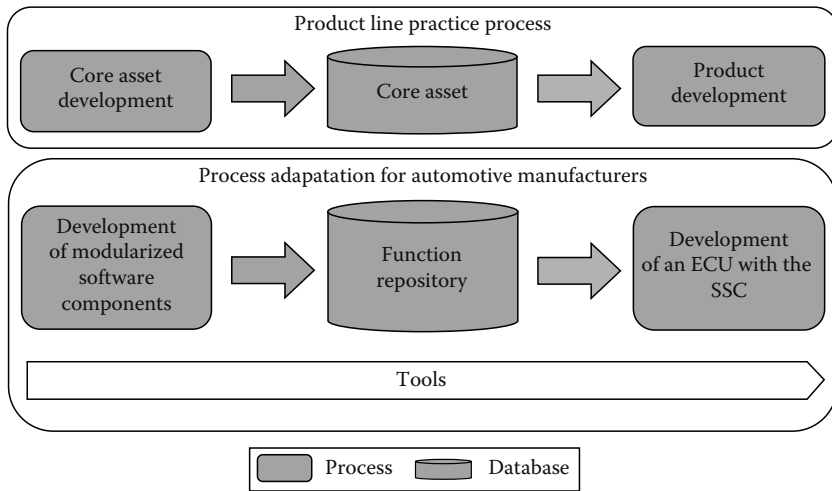 Product line practice process
Core asset
development
Core asset
Product
development
Process adapatation for automotive manufacturers
Development
of modularized
software
components
Function
repository
Development
of an ECU with the
SSC
Tools
Process
Database